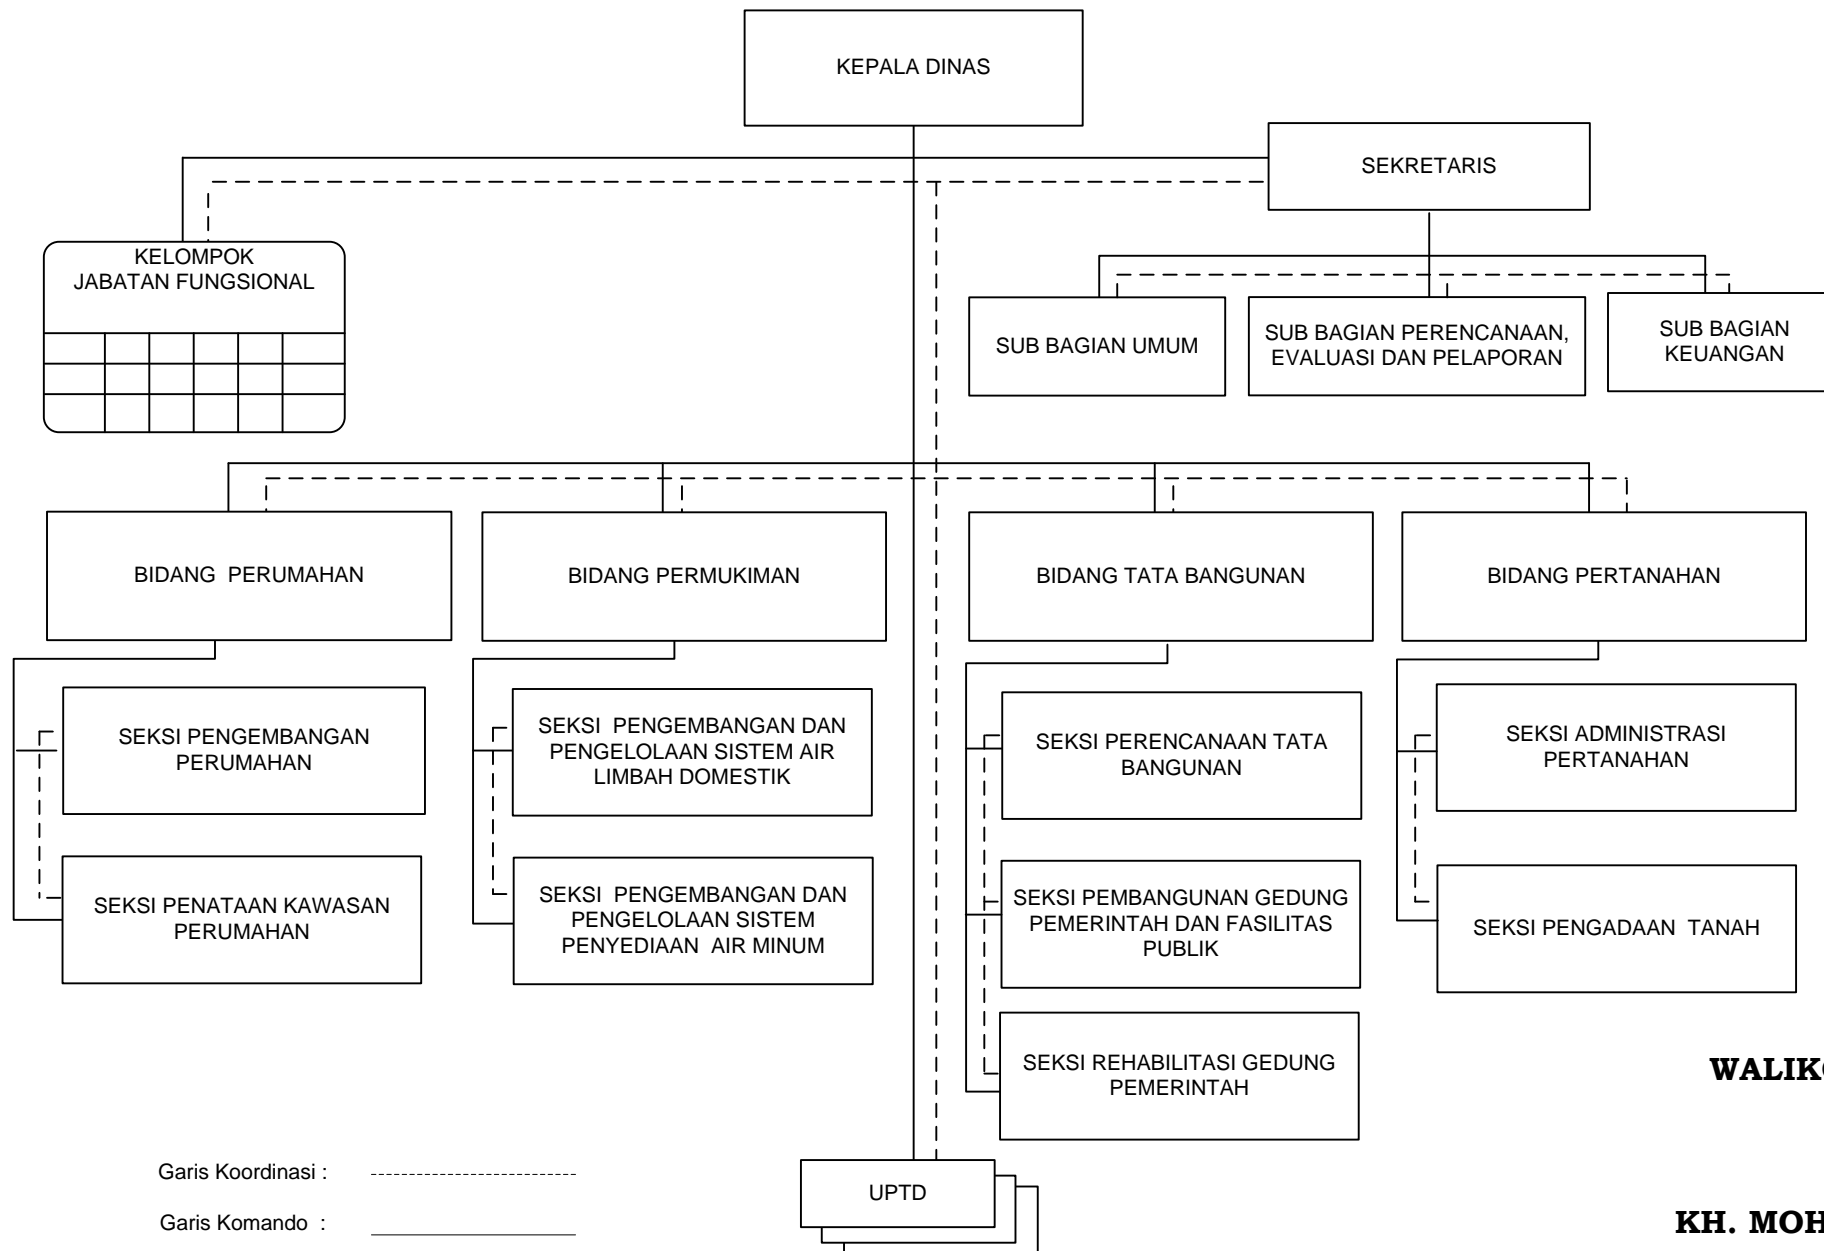 KEPALA DINAS
SEKRETARIS
KELOMPOK
JABATAN FUNGSIONAL
SUB BAGIAN UMUM
SUB BAGIAN PERENCANAAN,
EVALUASI DAN PELAPORAN
SUB BAGIAN
KEUANGAN
BIDANG PERUMAHAN
BIDANG PERMUKIMAN
BIDANG TATA BANGUNAN
BIDANG PERTANAHAN
SEKSI PENGEMBANGAN
PERUMAHAN
SEKSI PENGEMBANGAN DAN
PENGELOLAAN SISTEM AIR
LIMBAH DOMESTIK
SEKSI PERENCANAAN TATA
BANGUNAN
SEKSI ADMINISTRASI
PERTANAHAN
SEKSI PENATAAN KAWASAN
PERUMAHAN
SEKSI PENGEMBANGAN DAN
PENGELOLAAN SISTEM
PENYEDIAAN AIR MINUM
SEKSI PEMBANGUNAN GEDUNG
PEMERINTAH DAN FASILITAS
PUBLIK
SEKSI PENGADAAN TANAH
SEKSI REHABILITASI GEDUNG
PEMERINTAH
Garis Koordinasi :
Garis Komando :
UPTD
KH. MOH